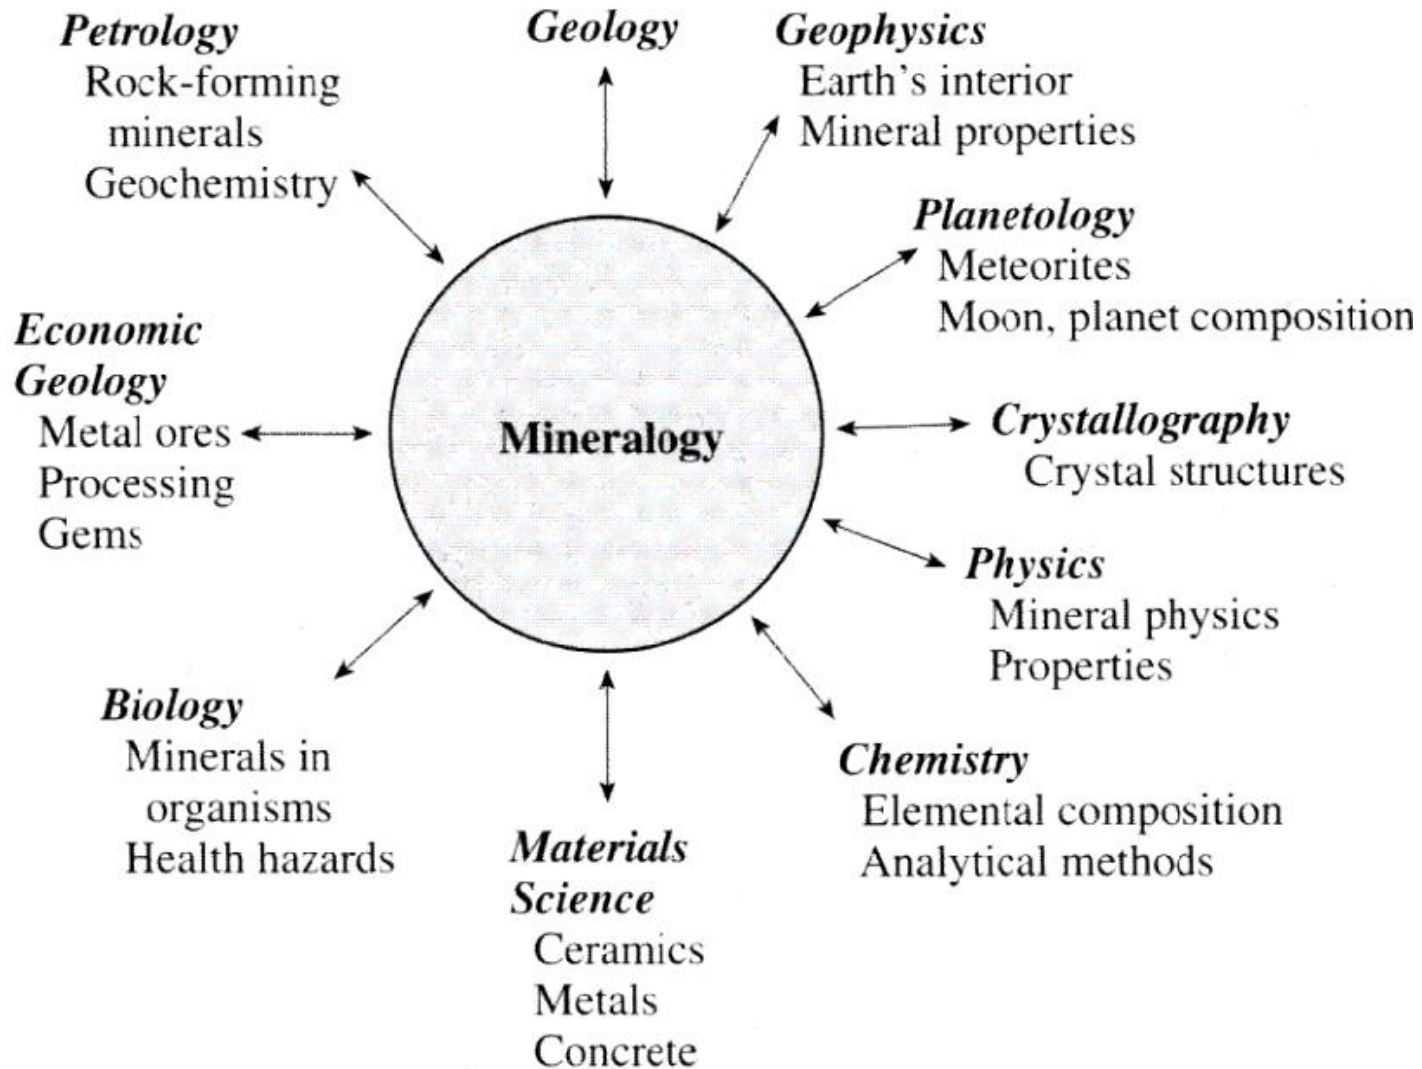 Petrology
Rock-forming
minerals
Geochemistry
Geology
Geophysics
Earth's interior
Mineral properties
Planetology
Meteorites
Moon, planet composition
Crystallography
Crystal structures
Physics
Mineral physics
Properties
Chemistry
Elemental composition
Analytical methods
Materials
Science
Ceramics
Metals
Concrete
Biology
Minerals in
organisms
Health hazards
Economic
Geology
Metal ores
Processing
Gems
Mineralogy